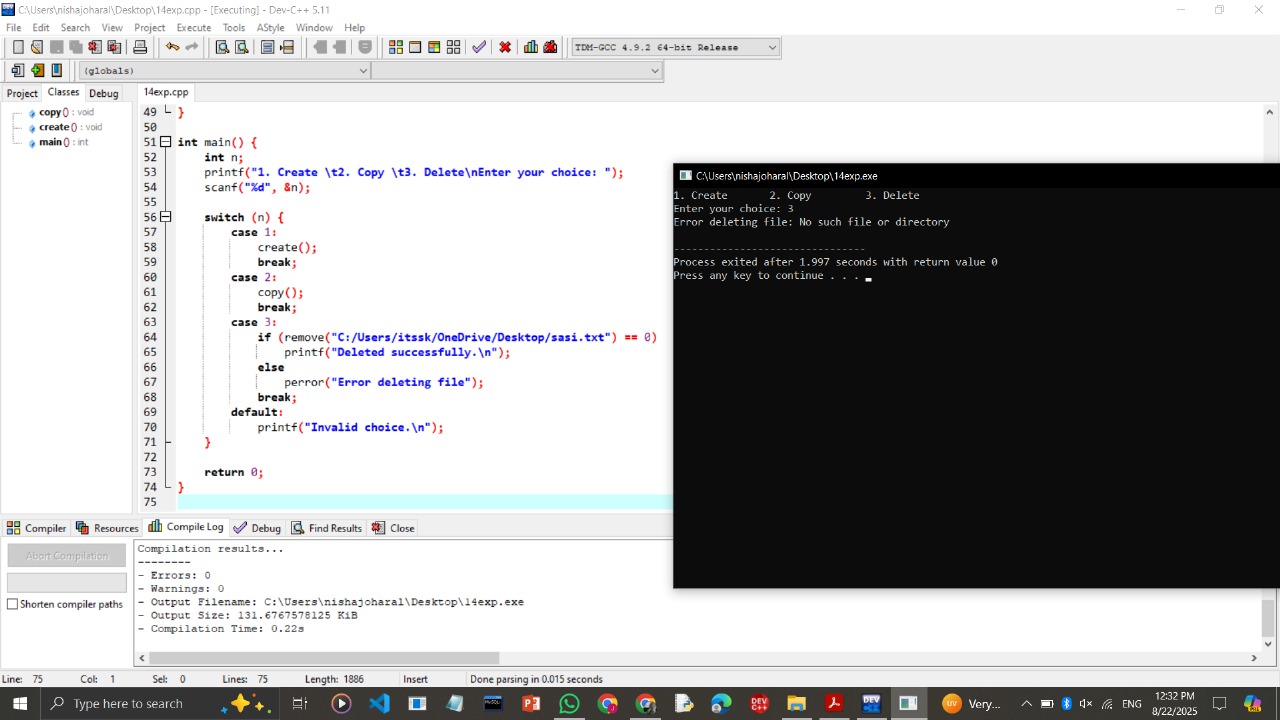 C:\Users\nishajoharal\Desktop\14exp.cpp - [Executing] - Dev-C++ 5.11
File Edit Search View Project Execute Tools AStyle Window Help
TDM-GCC 4.9.2 64-bit Release
(globals)
Project Classes Debug
14exp.cpp
copy () : void
create () : void
main () : int
49 }
50
51 int main() {
52 int n;
53 printf("1. Create \t2. Copy \t3. Delete\nEnter your choice: ");
54 scanf("%d", &n);
55
56 switch (n) {
57 case 1:
58 create();
59 break;
60 case 2:
61 copy();
62 break;
63 case 3:
64 if (remove("C:/Users/itssk/OneDrive/Desktop/sasi.txt") == 0)
65 printf("Deleted successfully.\n");
66 else
67 perror("Error deleting file");
68 break;
69 default:
70 printf("Invalid choice.\n");
71 }
72
73 return 0;
74 }
75
C:\Users\nishajoharal\Desktop\14exp.exe
1. Create 2. Copy 3. Delete
Enter your choice: 3
Error deleting file: No such file or directory
--------------------------------
Process exited after 1.997 seconds with return value 0
Press any key to continue . . .
Compiler Resources Compile Log Debug Find Results Close
Abort Compilation
Shorten compiler paths
Compilation results...
--------
- Errors: 0
- Warnings: 0
- Output Filename: C:\Users\nishajoharal\Desktop\14exp.exe
- Output Size: 131.6767578125 KiB
- Compilation Time: 0.22s
Line: 75 Col: 1 Sel: 0 Lines: 75 Length: 1886 Insert Done parsing in 0.015 seconds
Type here to search
UV Very...
ENG
12:32 PM
8/22/2025